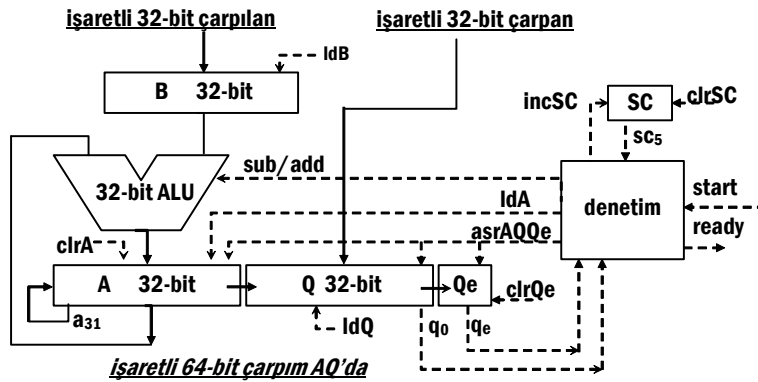 işaretli 32-bit çarpılan
işaretli 32-bit çarpan
ldB
B 32-bit
incSC
SC
clrSC
sc5
32-bit ALU
sub/add
ldA
asrAQQe
denetim
start
ready
clrA
A 32-bit
Q 32-bit
Qe
clrQe
a31
ldQ
q0
qe
işaretli 64-bit çarpım AQ'da